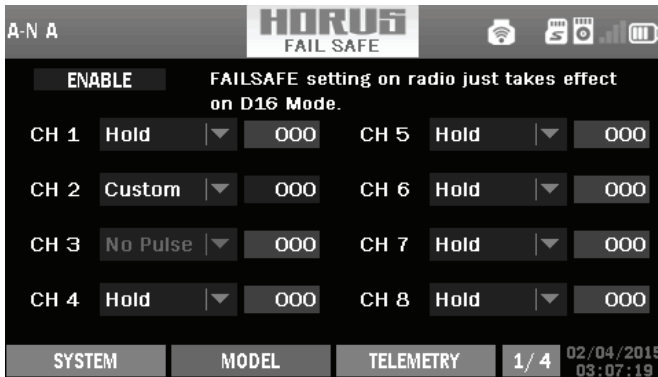 A-N A
HORUS
FAIL SAFE
ENABLE
FAILSAFE setting on radio just takes effect
on D16 Mode.
CH 1 Hold 000 CH 5 Hold 000
CH 2 Custom 000 CH 6 Hold 000
CH 3 No Pulse 000 CH 7 Hold 000
CH 4 Hold 000 CH 8 Hold 000
SYSTEM MODEL TELEMETRY 1/4 02/04/2015
03:07:19